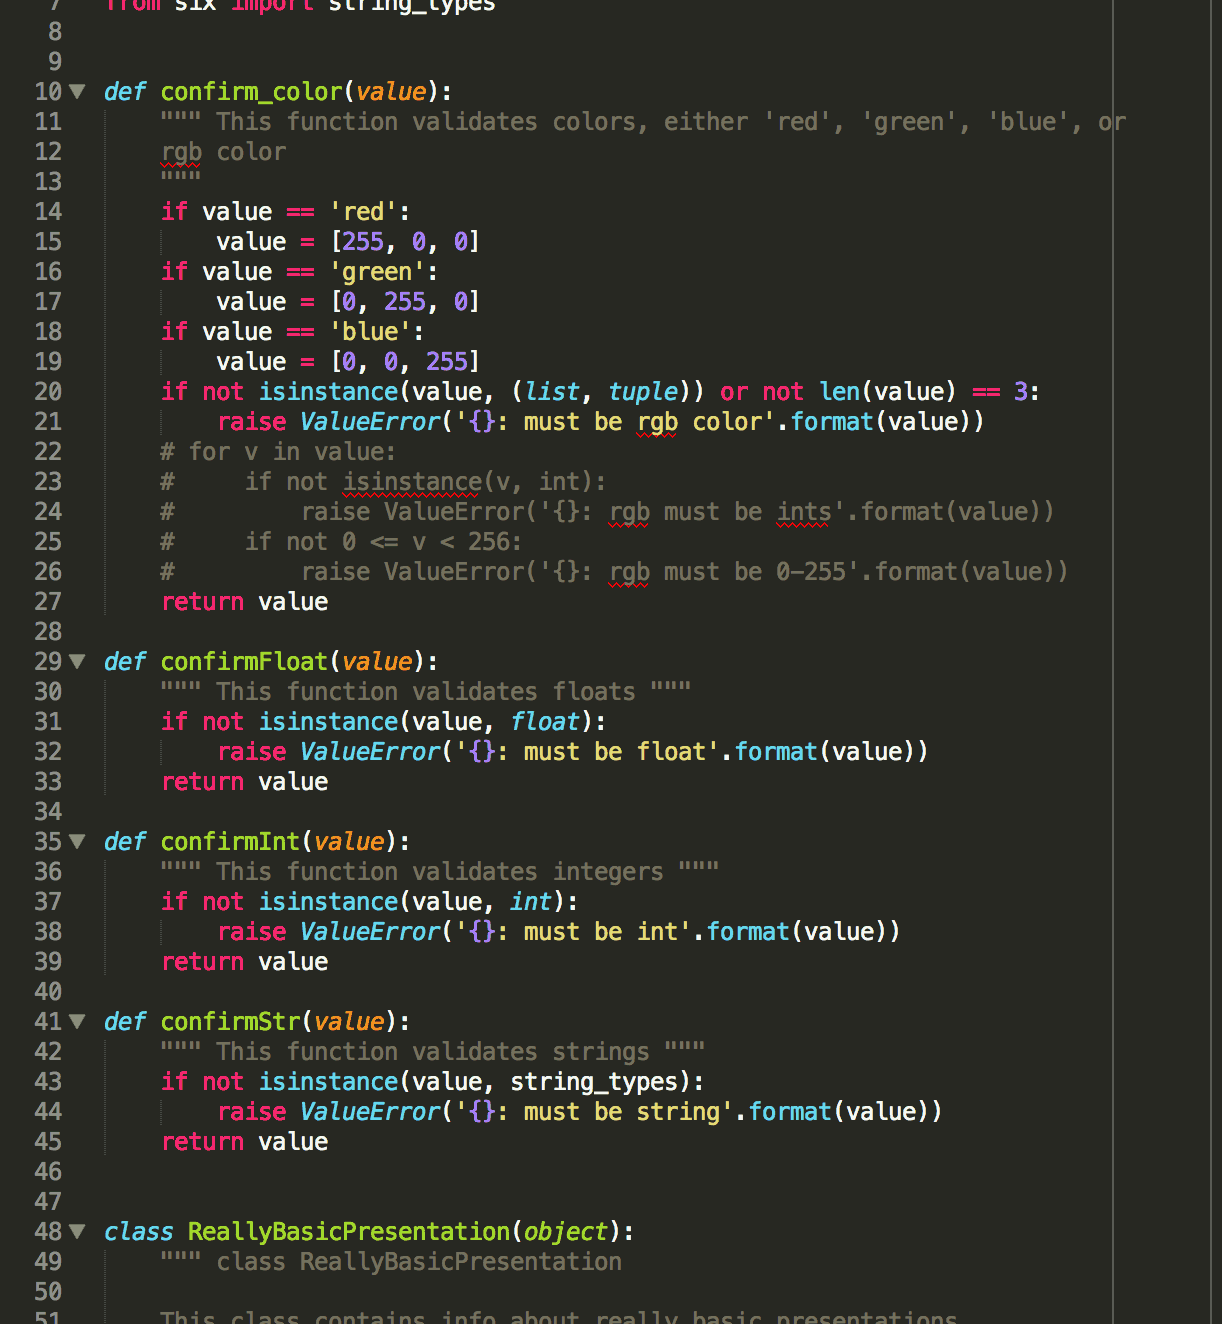 7 from six import string_types
8
9
10 def confirm_color(value):
11     """ This function validates colors, either 'red', 'green', 'blue', or
12     rgb color
13     """
14     if value == 'red':
15         value = [255, 0, 0]
16     if value == 'green':
17         value = [0, 255, 0]
18     if value == 'blue':
19         value = [0, 0, 255]
20     if not isinstance(value, (list, tuple)) or not len(value) == 3:
21         raise ValueError('{}: must be rgb color'.format(value))
22     # for v in value:
23     #     if not isinstance(v, int):
24     #         raise ValueError('{}: rgb must be ints'.format(value))
25     #     if not 0 <= v < 256:
26     #         raise ValueError('{}: rgb must be 0-255'.format(value))
27     return value
28
29 def confirmFloat(value):
30     """ This function validates floats """
31     if not isinstance(value, float):
32         raise ValueError('{}: must be float'.format(value))
33     return value
34
35 def confirmInt(value):
36     """ This function validates integers """
37     if not isinstance(value, int):
38         raise ValueError('{}: must be int'.format(value))
39     return value
40
41 def confirmStr(value):
42     """ This function validates strings """
43     if not isinstance(value, string_types):
44         raise ValueError('{}: must be string'.format(value))
45     return value
46
47
48 class ReallyBasicPresentation(object):
49     """ class ReallyBasicPresentation
50
51     This class contains info about really basic presentations